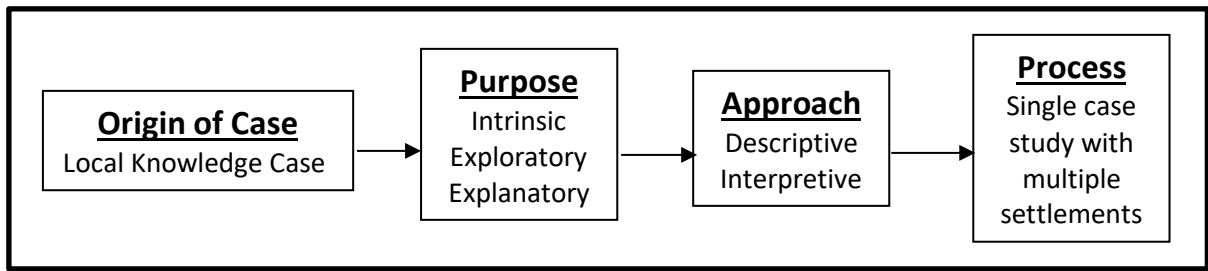 Origin of Case
Local Knowledge Case
Purpose
Intrinsic
Exploratory
Explanatory
Approach
Descriptive
Interpretive
Process
Single case
study with
multiple
settlements